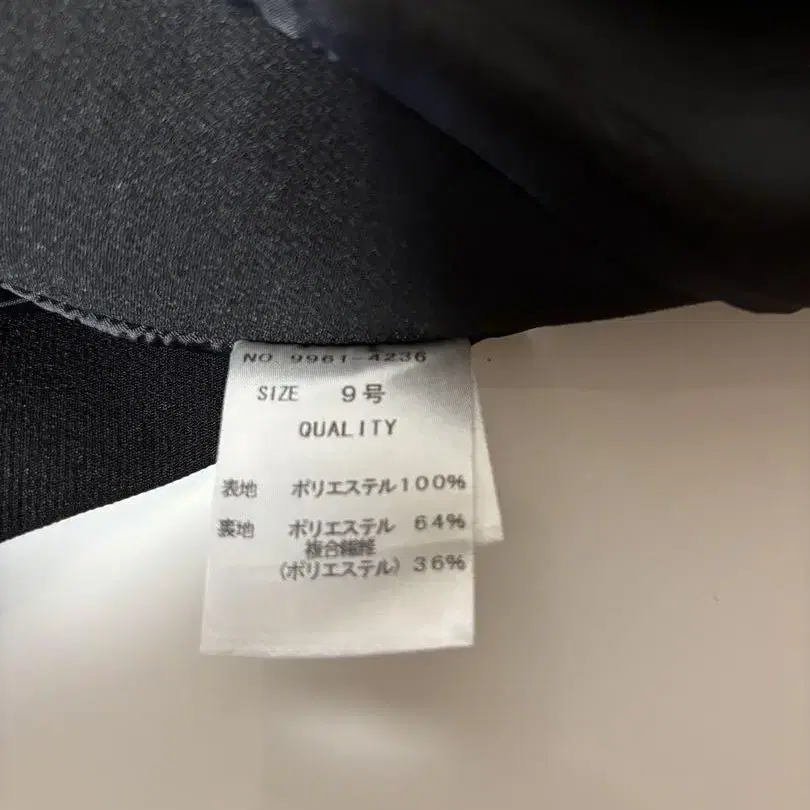 NO. 9961-4236
SIZE 9号
QUALITY
表地 ポリエステル100%
裏地 ポリエステル 64%
複合繊維
(ポリエステル) 36%